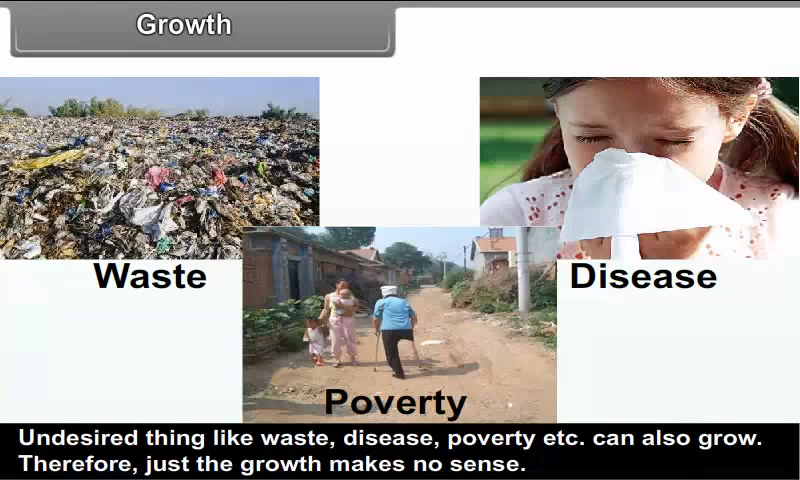 Growth
Waste
Disease
Poverty
Undesired thing like waste, disease, poverty etc. can also grow.
Therefore, just the growth makes no sense.